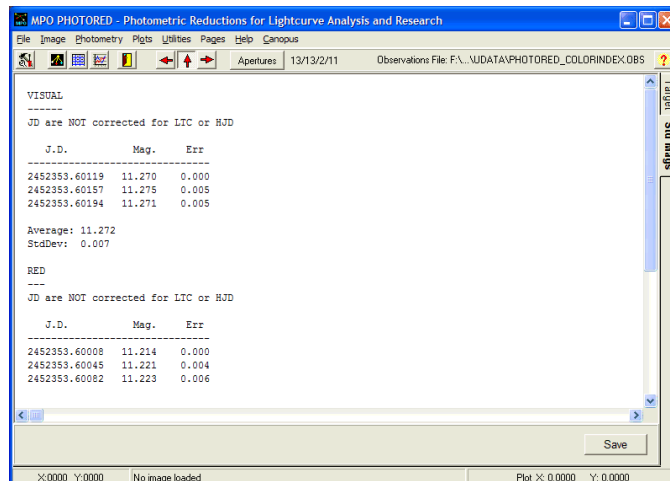 MPO PHOTORED - Photometric Reductions for Lightcurve Analysis and Research
File Image Photometry Plots Utilities Pages Help Canopus
Apertures 13/13/2/11 Observations File: F:\...\UDATA\PHOTORED_COLORINDEX.OBS ?
Target
Std Mags
VISUAL
------
JD are NOT corrected for LTC or HJD
J.D. Mag. Err
--------------------------------
2452353.60119 11.270 0.000
2452353.60157 11.275 0.005
2452353.60194 11.271 0.005
Average: 11.272
StdDev: 0.007
RED
---
JD are NOT corrected for LTC or HJD
J.D. Mag. Err
--------------------------------
2452353.60008 11.214 0.000
2452353.60045 11.221 0.004
2452353.60082 11.223 0.006
Save
X:0000 Y:0000 No image loaded Plot X: 0.0000 Y: 0.0000